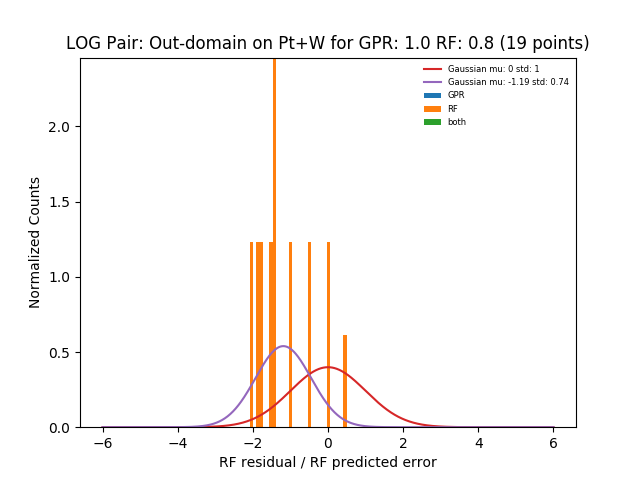 LOG Pair: Out-domain on Pt+W for GPR: 1.0 RF: 0.8 (19 points)
Gaussian mu: 0 std: 1
Gaussian mu: -1.19 std: 0.74
GPR
RF
both
Normalized Counts
2.0
1.5
1.0
0.5
0.0
−6
−4
−2
0
2
4
6
RF residual / RF predicted error